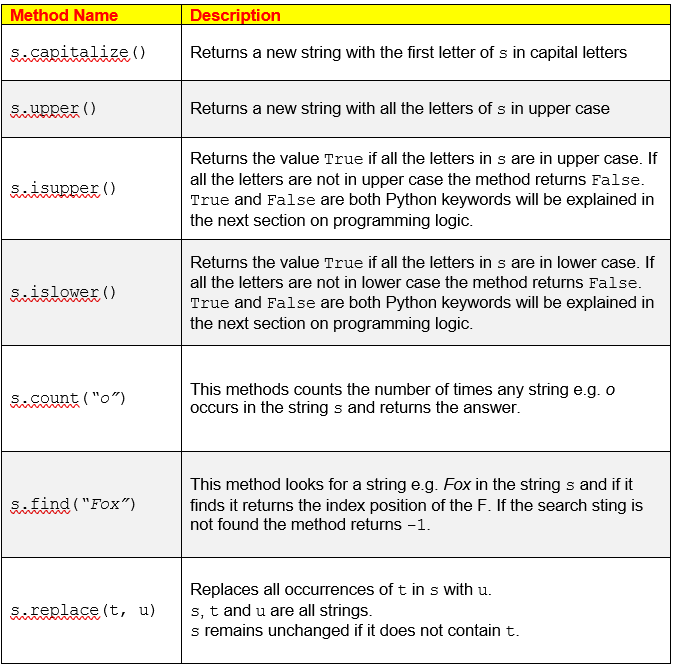 Method Name Description
s.capitalize() Returns a new string with the first letter of s in capital letters
s.upper() Returns a new string with all the letters of s in upper case
Returns the value True if all the letters in s are in upper case. If
s.isupper() all the letters are not in upper case the method returns False.
True and False are both Python keywords will be explained in
the next section on programming logic.
Returns the value True if all the letters in s are in lower case. If
s.islower() all the letters are not in lower case the method returns False.
True and False are both Python keywords will be explained in
the next section on programming logic.
s.count(“o”) This methods counts the number of times any string e.g. o
occurs in the string s and returns the answer.
This method looks for a string e.g. Fox in the string s and if it
s.find(“Fox”) finds it returns the index position of the F. If the search sting is
not found the method returns -1.
Replaces all occurrences of t in s with u.
s.replace(t, u) s, t and u are all strings.
s remains unchanged if it does not contain t.